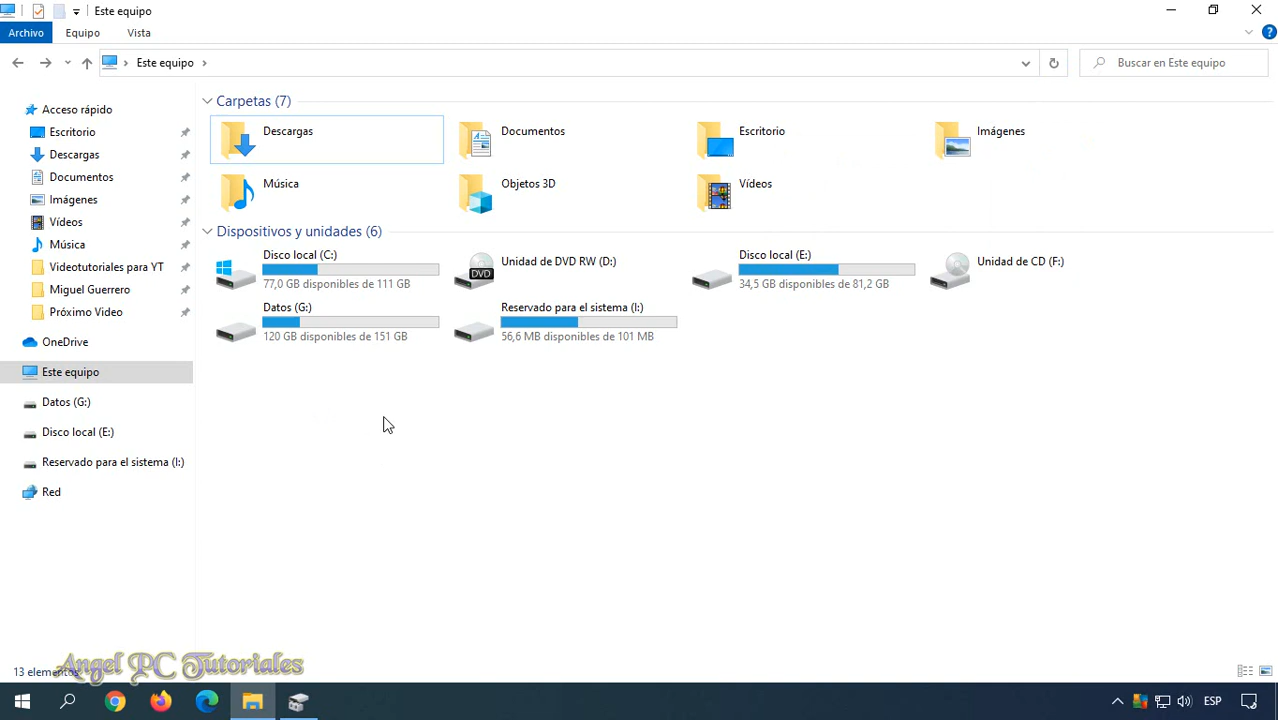 Este equipo
Archivo
Equipo
Vista
Este equipo
Buscar en Este equipo
Acceso rápido
Escritorio
Descargas
Documentos
Imágenes
Vídeos
Música
Videotutoriales para YT
Miguel Guerrero
Próximo Video
OneDrive
Este equipo
Datos (G:)
Disco local (E:)
Reservado para el sistema (I:)
Red
Carpetas (7)
Descargas
Documentos
Escritorio
Imágenes
Música
Objetos 3D
Vídeos
Dispositivos y unidades (6)
Disco local (C:)
77,0 GB disponibles de 111 GB
DVD
Unidad de DVD RW (D:)
Disco local (E:)
34,5 GB disponibles de 81,2 GB
Unidad de CD (F:)
Datos (G:)
120 GB disponibles de 151 GB
Reservado para el sistema (I:)
56,6 MB disponibles de 101 MB
13 elementos
Angel PC Tutoriales
ESP